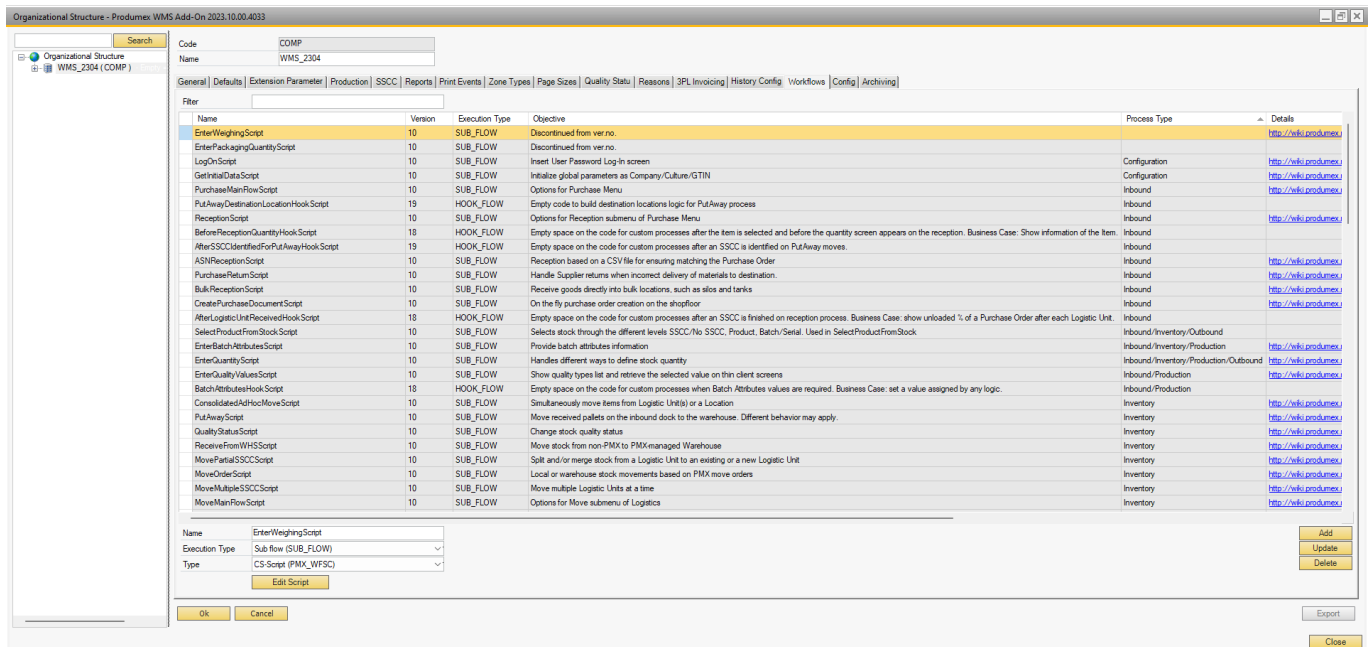 Organizational Structure - Produmex WMS Add-On 2023.10.00.4033
Search
Organizational Structure
WMS_2304 ( COMP )
Code COMP
Name WMS_2304
General Defaults Extension Parameter Production SSCC Reports Print Events Zone Types Page Sizes Quality Statu Reasons 3PL Invoicing History Config Workflows Config Archiving
Filter
Name Version Execution Type Objective Process Type Details
EnterWeighingScript 10 SUB_FLOW Discontinued from ver.no. http://wiki.produmex.
EnterPackagingQuantityScript 10 SUB_FLOW Discontinued from ver.no.
LogOnScript 10 SUB_FLOW Insert User Password Log-In screen Configuration http://wiki.produmex.
GetInitialDataScript 10 SUB_FLOW Initialize global parameters as Company/Culture/GTIN Configuration http://wiki.produmex.
PurchaseMainFlowScript 10 SUB_FLOW Options for Purchase Menu Inbound http://wiki.produmex.
PutAwayDestinationLocationHookScript 19 HOOK_FLOW Empty code to build destination locations logic for PutAway process Inbound
ReceptionScript 10 SUB_FLOW Options for Reception submenu of Purchase Menu Inbound http://wiki.produmex.
BeforeReceptionQuantityHookScript 18 HOOK_FLOW Empty space on the code for custom processes after the item is selected and before the quantity screen appears on the reception. Business Case: Show information of the Item. Inbound
AfterSSCCIdentifiedForPutAwayHookScript 19 HOOK_FLOW Empty space on the code for custom processes after an SSCC is identified on PutAway moves. Inbound
ASNReceptionScript 10 SUB_FLOW Reception based on a CSV file for ensuring matching the Purchase Order Inbound http://wiki.produmex.
PurchaseReturnScript 10 SUB_FLOW Handle Supplier returns when incorrect delivery of materials to destination. Inbound http://wiki.produmex.
BulkReceptionScript 10 SUB_FLOW Receive goods directly into bulk locations, such as silos and tanks Inbound http://wiki.produmex.
CreatePurchaseDocumentScript 10 SUB_FLOW On the fly purchase order creation on the shopfloor Inbound http://wiki.produmex.
AfterLogisticUnitReceivedHookScript 18 HOOK_FLOW Empty space on the code for custom processes after an SSCC is finished on reception process. Business Case: show unloaded % of a Purchase Order after each Logistic Unit. Inbound
SelectProductFromStockScript 10 SUB_FLOW Selects stock through the different levels SSCC/No SSCC, Product, Batch/Serial. Used in SelectProductFromStock Inbound/Inventory/Outbound
EnterBatchAttributesScript 10 SUB_FLOW Provide batch attributes information Inbound/Inventory/Production http://wiki.produmex.
EnterQuantityScript 10 SUB_FLOW Handles different ways to define stock quantity Inbound/Inventory/Production/Outbound http://wiki.produmex.
EnterQualityValuesScript 10 SUB_FLOW Show quality types list and retrieve the selected value on thin client screens Inbound/Production http://wiki.produmex.
BatchAttributesHookScript 18 HOOK_FLOW Empty space on the code for custom processes when Batch Attributes values are required. Business Case: set a value assigned by any logic. Inbound/Production
ConsolidatedAdHocMoveScript 10 SUB_FLOW Simultaneously move items from Logistic Unit(s) or a Location Inventory http://wiki.produmex.
PutAwayScript 10 SUB_FLOW Move received pallets on the inbound dock to the warehouse. Different behavior may apply. Inventory http://wiki.produmex.
QualityStatusScript 10 SUB_FLOW Change stock quality status Inventory http://wiki.produmex.
ReceiveFromWHSScript 10 SUB_FLOW Move stock from non-PMX to PMX-managed Warehouse Inventory http://wiki.produmex.
MovePartialSSCCScript 10 SUB_FLOW Split and/or merge stock from a Logistic Unit to an existing or a new Logistic Unit Inventory http://wiki.produmex.
MoveOrderScript 10 SUB_FLOW Local or warehouse stock movements based on PMX move orders Inventory http://wiki.produmex.
MoveMultipleSSCCScript 10 SUB_FLOW Move multiple Logistic Units at a time Inventory http://wiki.produmex.
MoveMainFlowScript 10 SUB_FLOW Options for Move submenu of Logistics Inventory http://wiki.produmex.
Name EnterWeighingScript Add
Execution Type Sub flow (SUB_FLOW) Update
Type CS-Script (PMX_WFSC) Delete
Edit Script
Ok Cancel Export
Close